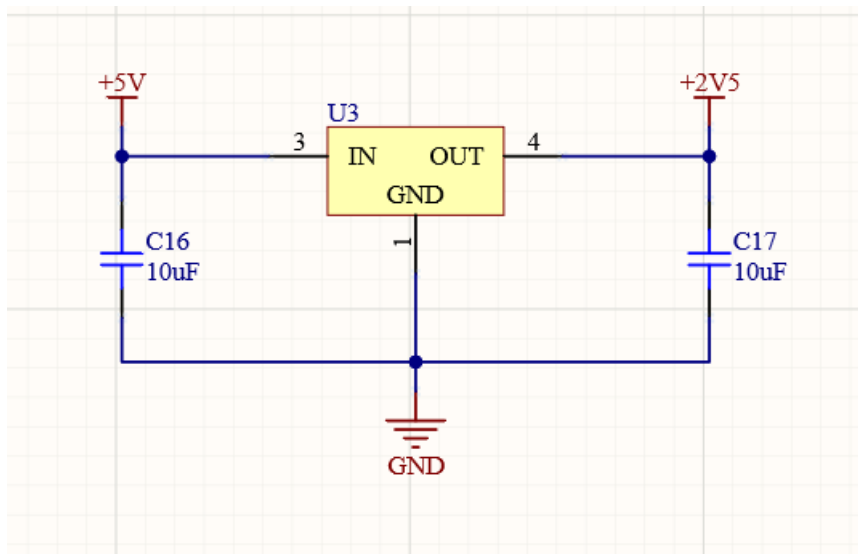 +5V
+2V5
U3
3
IN
OUT
4
GND
1
C16
10uF
C17
10uF
GND